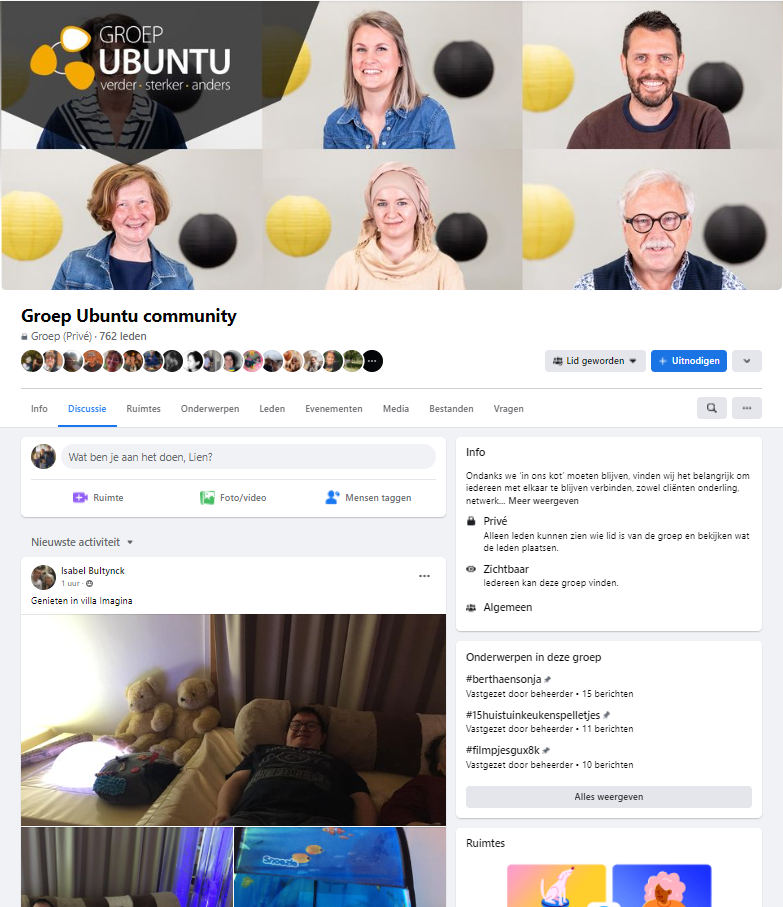 GROEP
UBUNTU
verder · sterker · anders
Groep Ubuntu community
Groep (Privé) · 762 leden
Lid geworden
+ Uitnodigen
Info
Discussie
Ruimtes
Onderwerpen
Leden
Evenementen
Media
Bestanden
Vragen
Wat ben je aan het doen, Lien?
Ruimte
Foto/video
Mensen taggen
Nieuwste activiteit
Isabel Bultynck
1 uur ·
Genieten in villa Imagina
Snoezle
Info
Ondanks we 'in ons kot' moeten blijven, vinden wij het belangrijk om
iedereen met elkaar te blijven verbinden, zowel cliënten onderling,
netwerk... Meer weergeven
Privé
Alleen leden kunnen zien wie lid is van de groep en bekijken wat
de leden plaatsen.
Zichtbaar
Iedereen kan deze groep vinden.
Algemeen
Onderwerpen in deze groep
#berthaensonja
Vastgezet door beheerder • 15 berichten
#15huistuinkeukenspelletjes
Vastgezet door beheerder • 11 berichten
#filmpjesgux8k
Vastgezet door beheerder • 10 berichten
Alles weergeven
Ruimtes